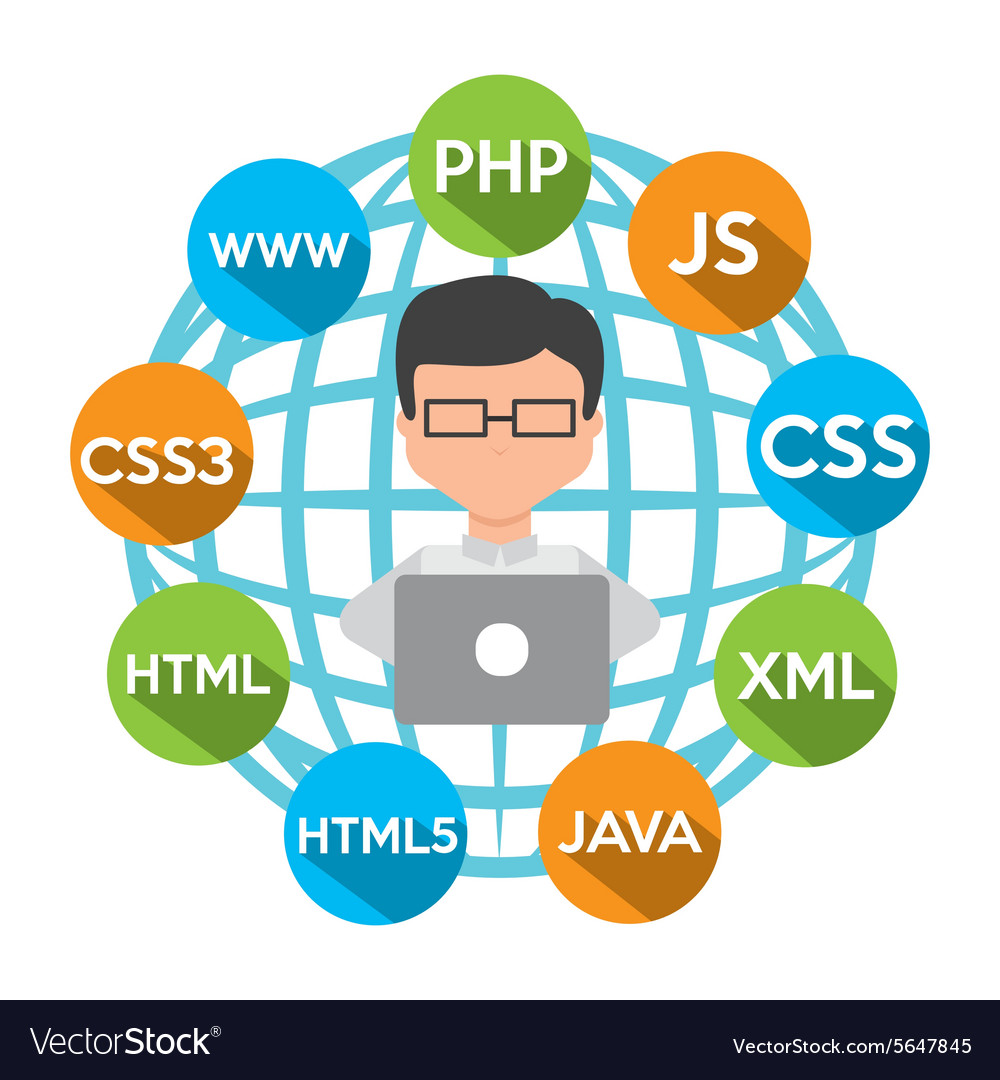 PHP
WWW
JS
CSS3
CSS
HTML
XML
HTML5
JAVA
VectorStock®
VectorStock.com/5647845